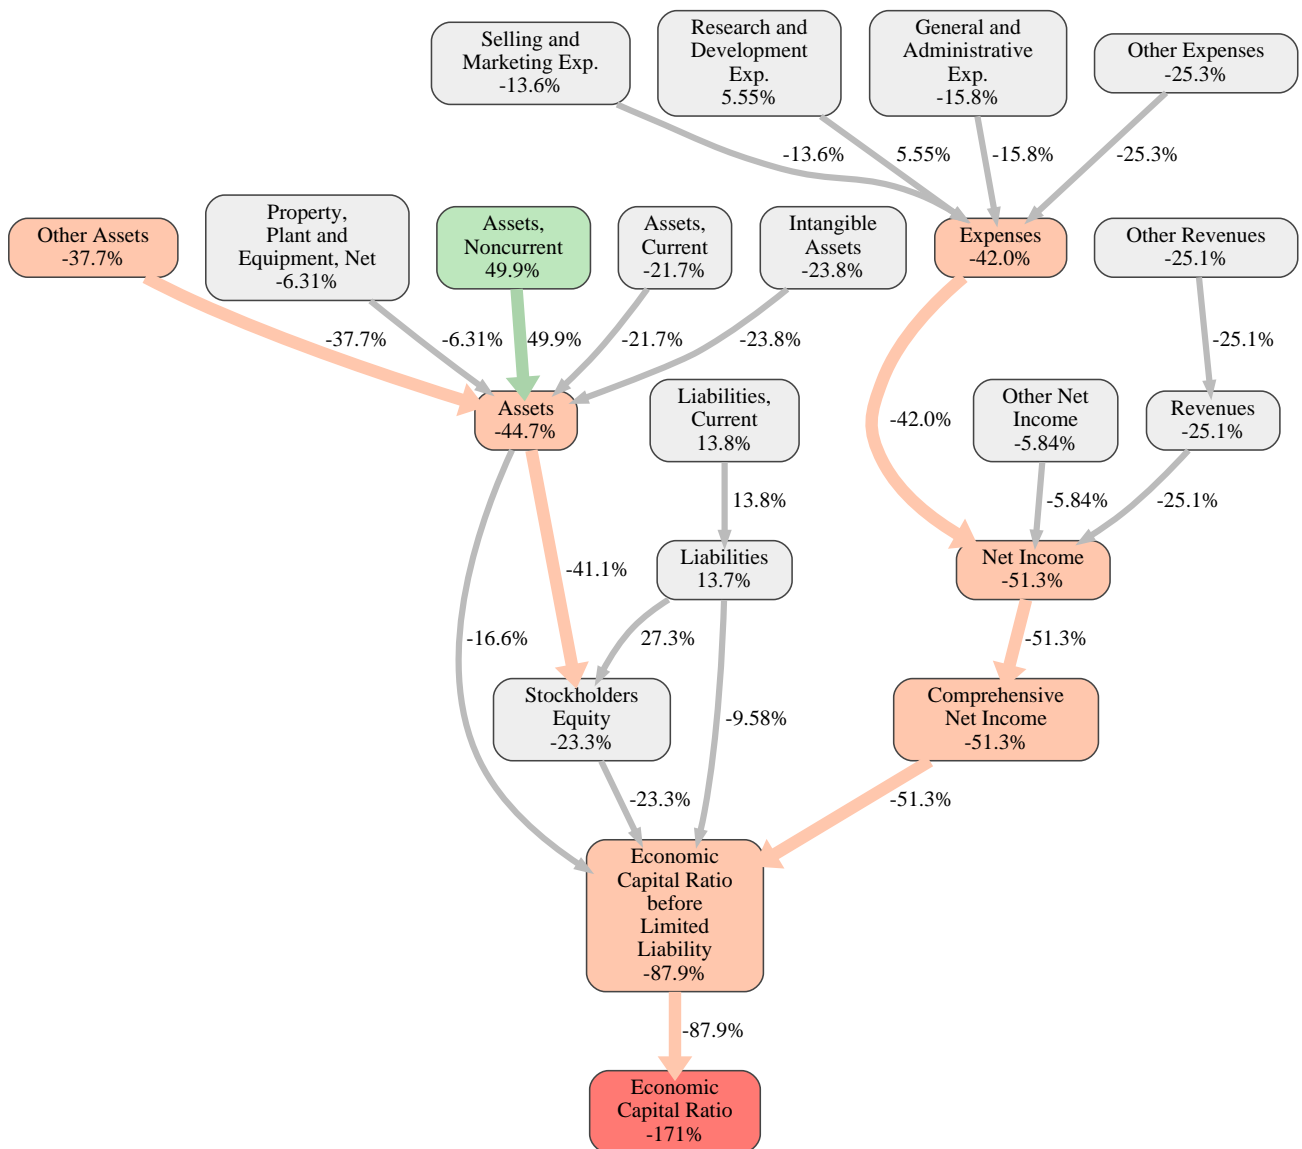 Selling and
Marketing Exp.
-13.6%
Research and
Development
Exp.
5.55%
General and
Administrative
Exp.
-15.8%
Other Expenses
-25.3%
-13.6%
5.55%
-15.8%
-25.3%
Other Assets
-37.7%
Property,
Plant and
Equipment, Net
-6.31%
Assets,
Noncurrent
49.9%
Assets,
Current
-21.7%
Intangible
Assets
-23.8%
Expenses
-42.0%
Other Revenues
-25.1%
-37.7%
-6.31%
49.9%
-21.7%
-23.8%
-25.1%
Assets
-44.7%
Liabilities,
Current
13.8%
-42.0%
Other Net
Income
-5.84%
Revenues
-25.1%
13.8%
-5.84%
-25.1%
-41.1%
Liabilities
13.7%
Net Income
-51.3%
-16.6%
27.3%
-51.3%
Stockholders
Equity
-23.3%
-9.58%
Comprehensive
Net Income
-51.3%
-23.3%
-51.3%
Economic
Capital Ratio
before
Limited
Liability
-87.9%
-87.9%
Economic
Capital Ratio
-171%